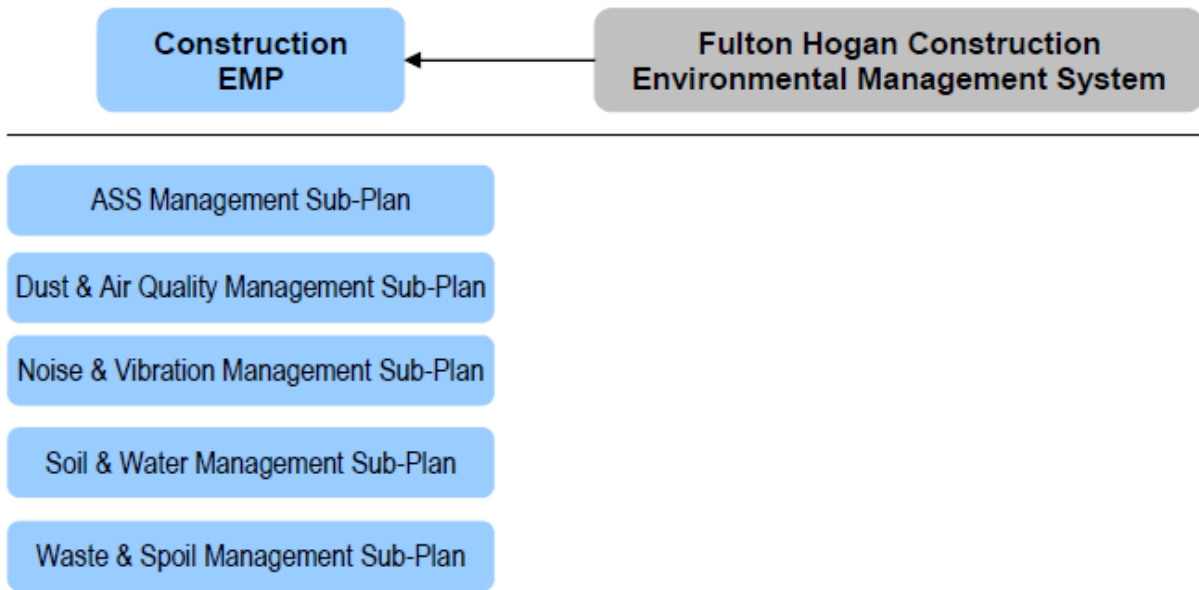 Construction
EMP
Fulton Hogan Construction
Environmental Management System
ASS Management Sub-Plan
Dust & Air Quality Management Sub-Plan
Noise & Vibration Management Sub-Plan
Soil & Water Management Sub-Plan
Waste & Spoil Management Sub-Plan